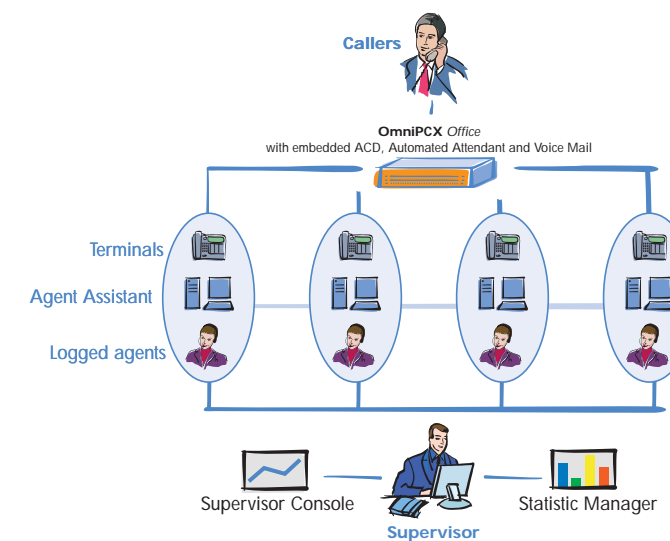 Callers
OmniPCX Office
with embedded ACD, Automated Attendant and Voice Mail
Terminals
Agent Assistant
Logged agents
Supervisor Console
Statistic Manager
Supervisor